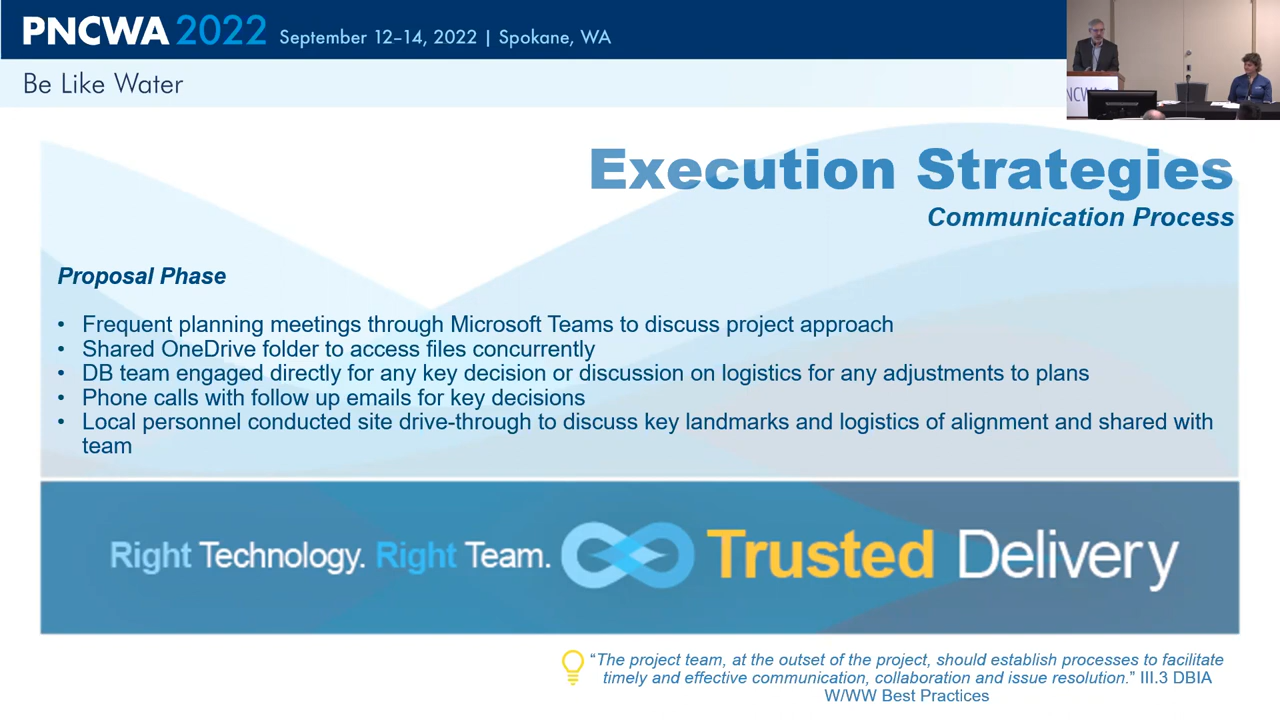 PNCWA 2022 September 12–14, 2022 | Spokane, WA
Be Like Water
NCW
Execution Strategies
Communication Process
Proposal Phase
• Frequent planning meetings through Microsoft Teams to discuss project approach
• Shared OneDrive folder to access files concurrently
• DB team engaged directly for any key decision or discussion on logistics for any adjustments to plans
• Phone calls with follow up emails for key decisions
• Local personnel conducted site drive-through to discuss key landmarks and logistics of alignment and shared with
team
Right Technology. Right Team. Trusted Delivery
“The project team, at the outset of the project, should establish processes to facilitate
timely and effective communication, collaboration and issue resolution.” III.3 DBIA
W/WW Best Practices